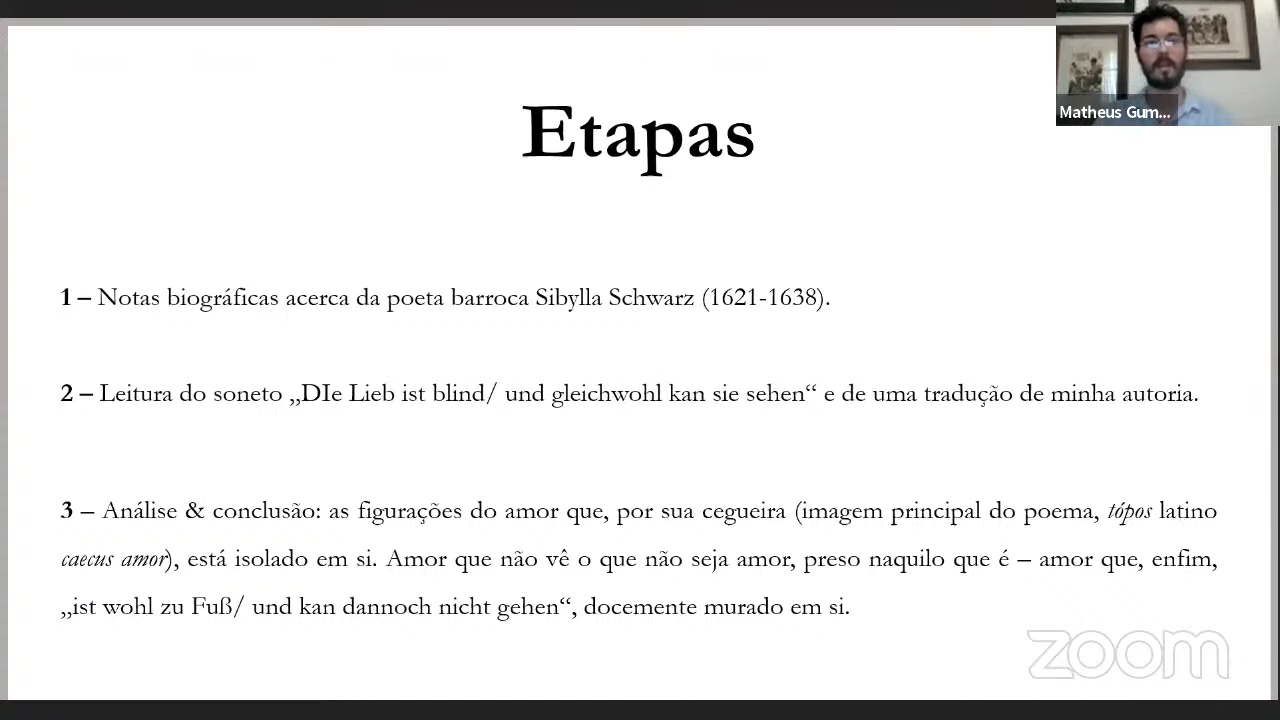 Etapas
Matheus Gum...
1 – Notas biográficas acerca da poeta barroca Sibylla Schwarz (1621-1638).
2 – Leitura do soneto „DIe Lieb ist blind/ und gleichwohl kan sie sehen“ e de uma tradução de minha autoria.
3 – Análise & conclusão: as figurações do amor que, por sua cegueira (imagem principal do poema, tópos latino
caecus amor), está isolado em si. Amor que não vê o que não seja amor, preso naquilo que é – amor que, enfim,
„ist wohl zu Fuß/ und kan dannoch nicht gehen“, docemente murado em si.
zoom